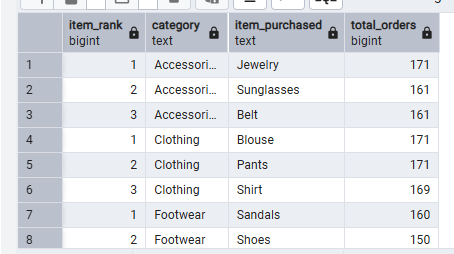 item_rank category item_purchased total_orders
bigint text text bigint
1 1 Accessori... Jewelry 171
2 2 Accessori... Sunglasses 161
3 3 Accessori... Belt 161
4 1 Clothing Blouse 171
5 2 Clothing Pants 171
6 3 Clothing Shirt 169
7 1 Footwear Sandals 160
8 2 Footwear Shoes 150